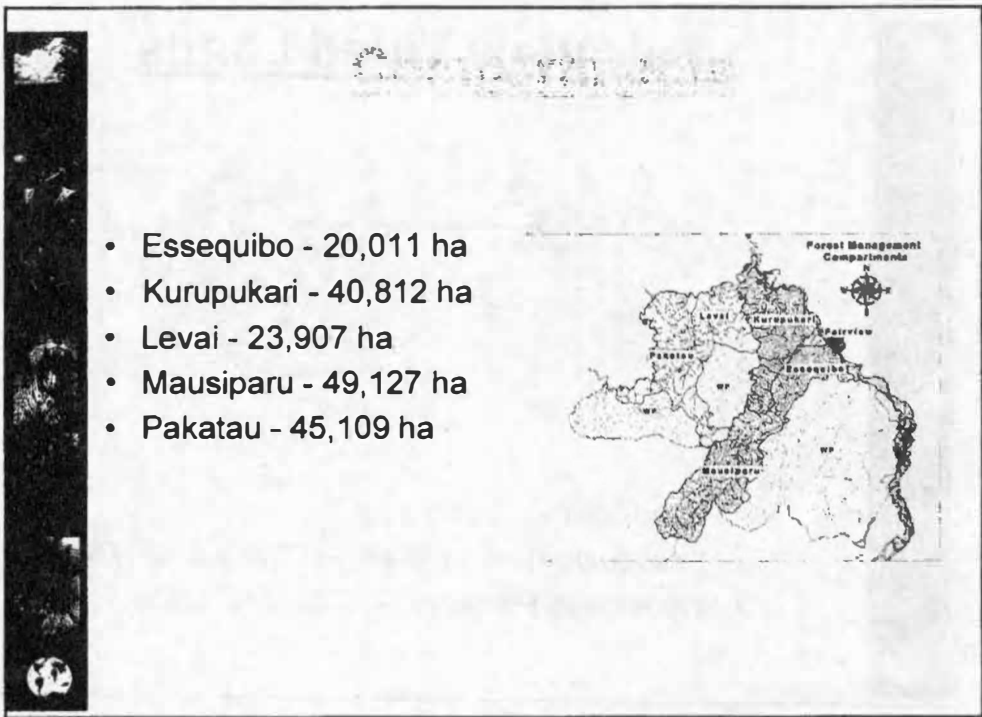 • Essequibo - 20,011 ha
• Kurupukari - 40,812 ha
• Levai - 23,907 ha
• Mausiparu - 49,127 ha
• Pakatau - 45,109 ha
Forest Management
Compartments
N
Levai
Kurupukari
Fairview
Pakatau
Essequibo
WP
WP
WP
Mausiparu